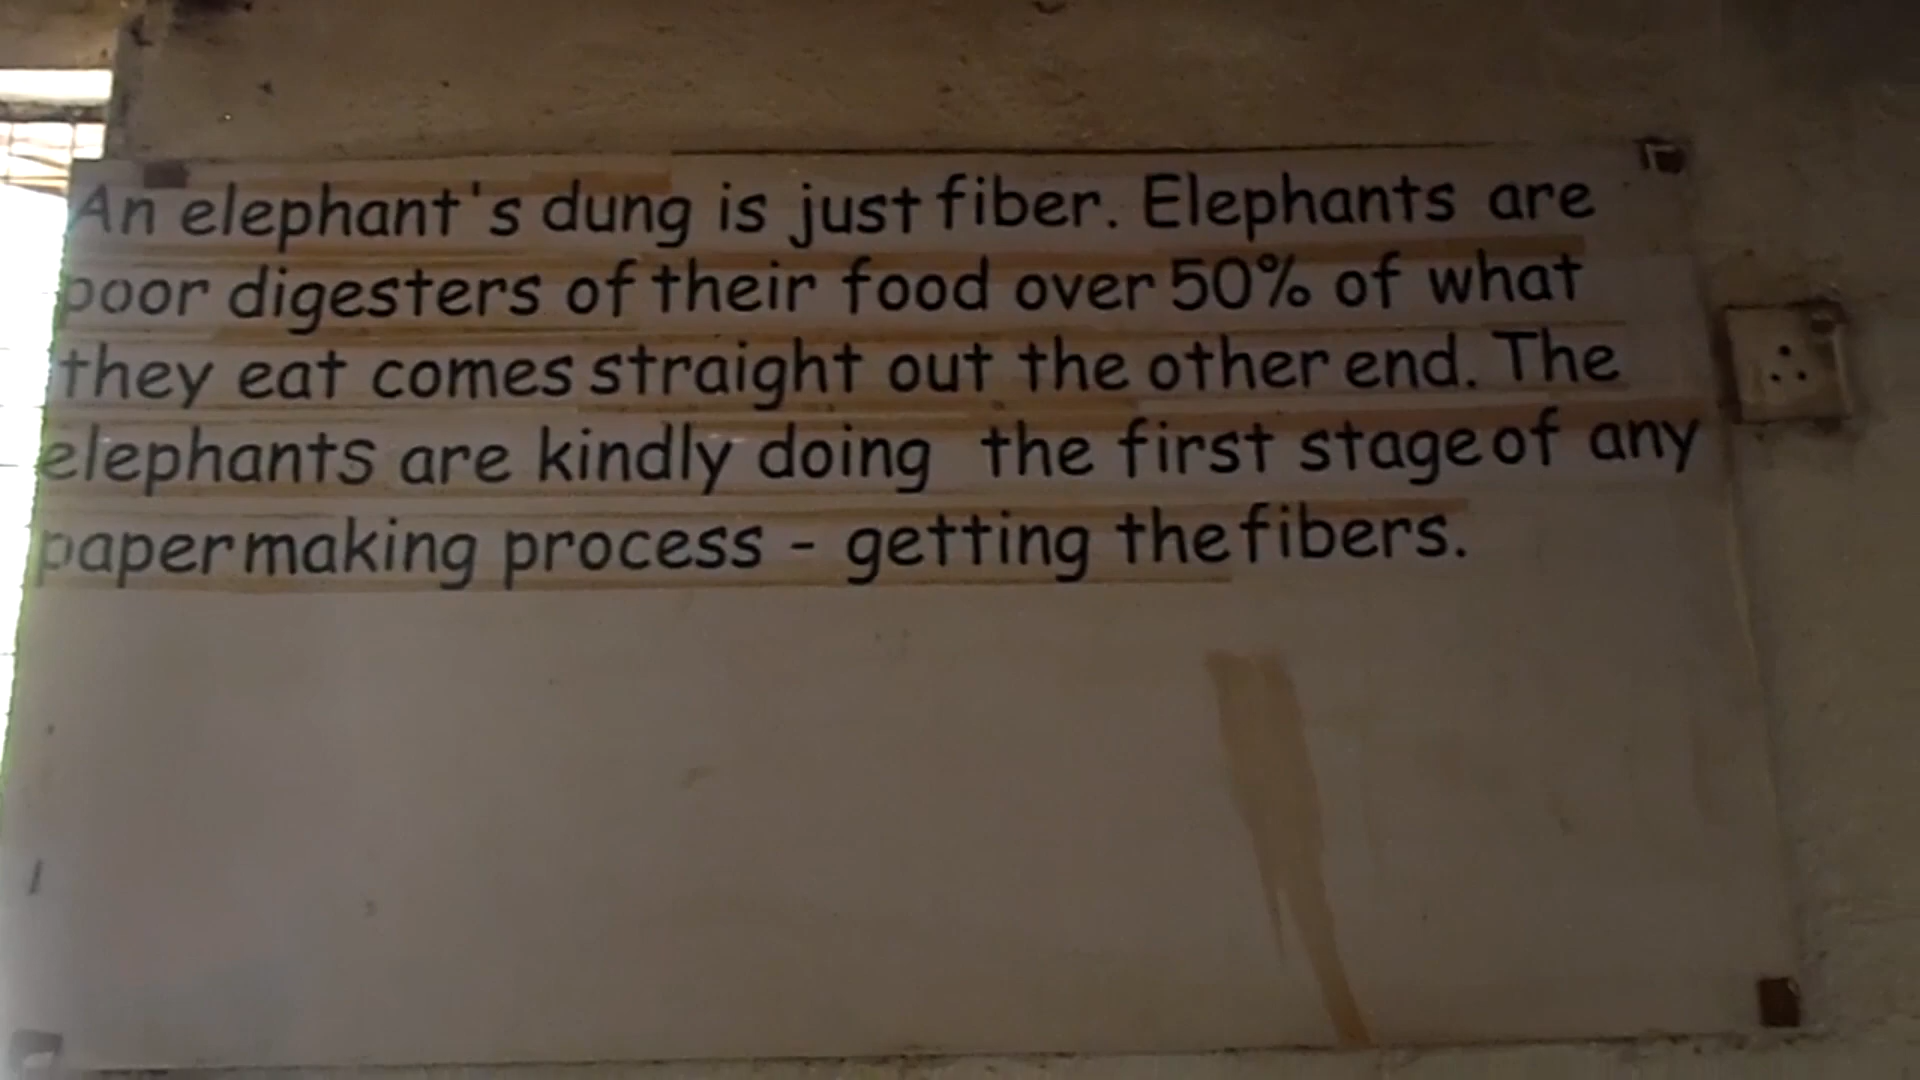 An elephant's dung is just fiber. Elephants are
poor digesters of their food over 50% of what
they eat comes straight out the other end. The
elephants are kindly doing the first stage of any
paper making process - getting the fibers.